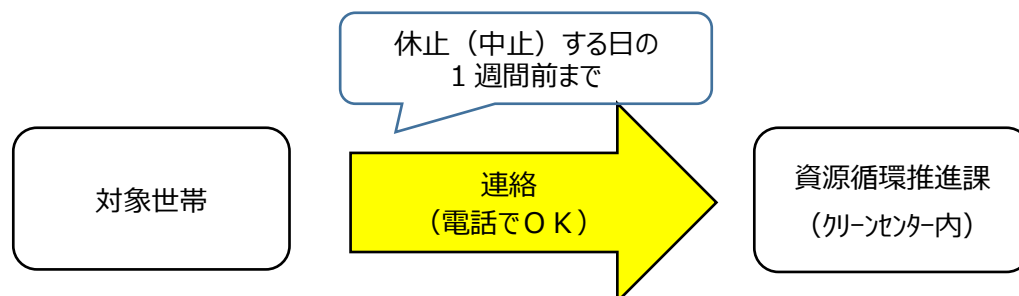 休止（中止）する日の
１週間前まで
対象世帯
連絡
（電話でＯＫ）
資源循環推進課
（ｸﾘｰﾝｾﾝﾀｰ内）